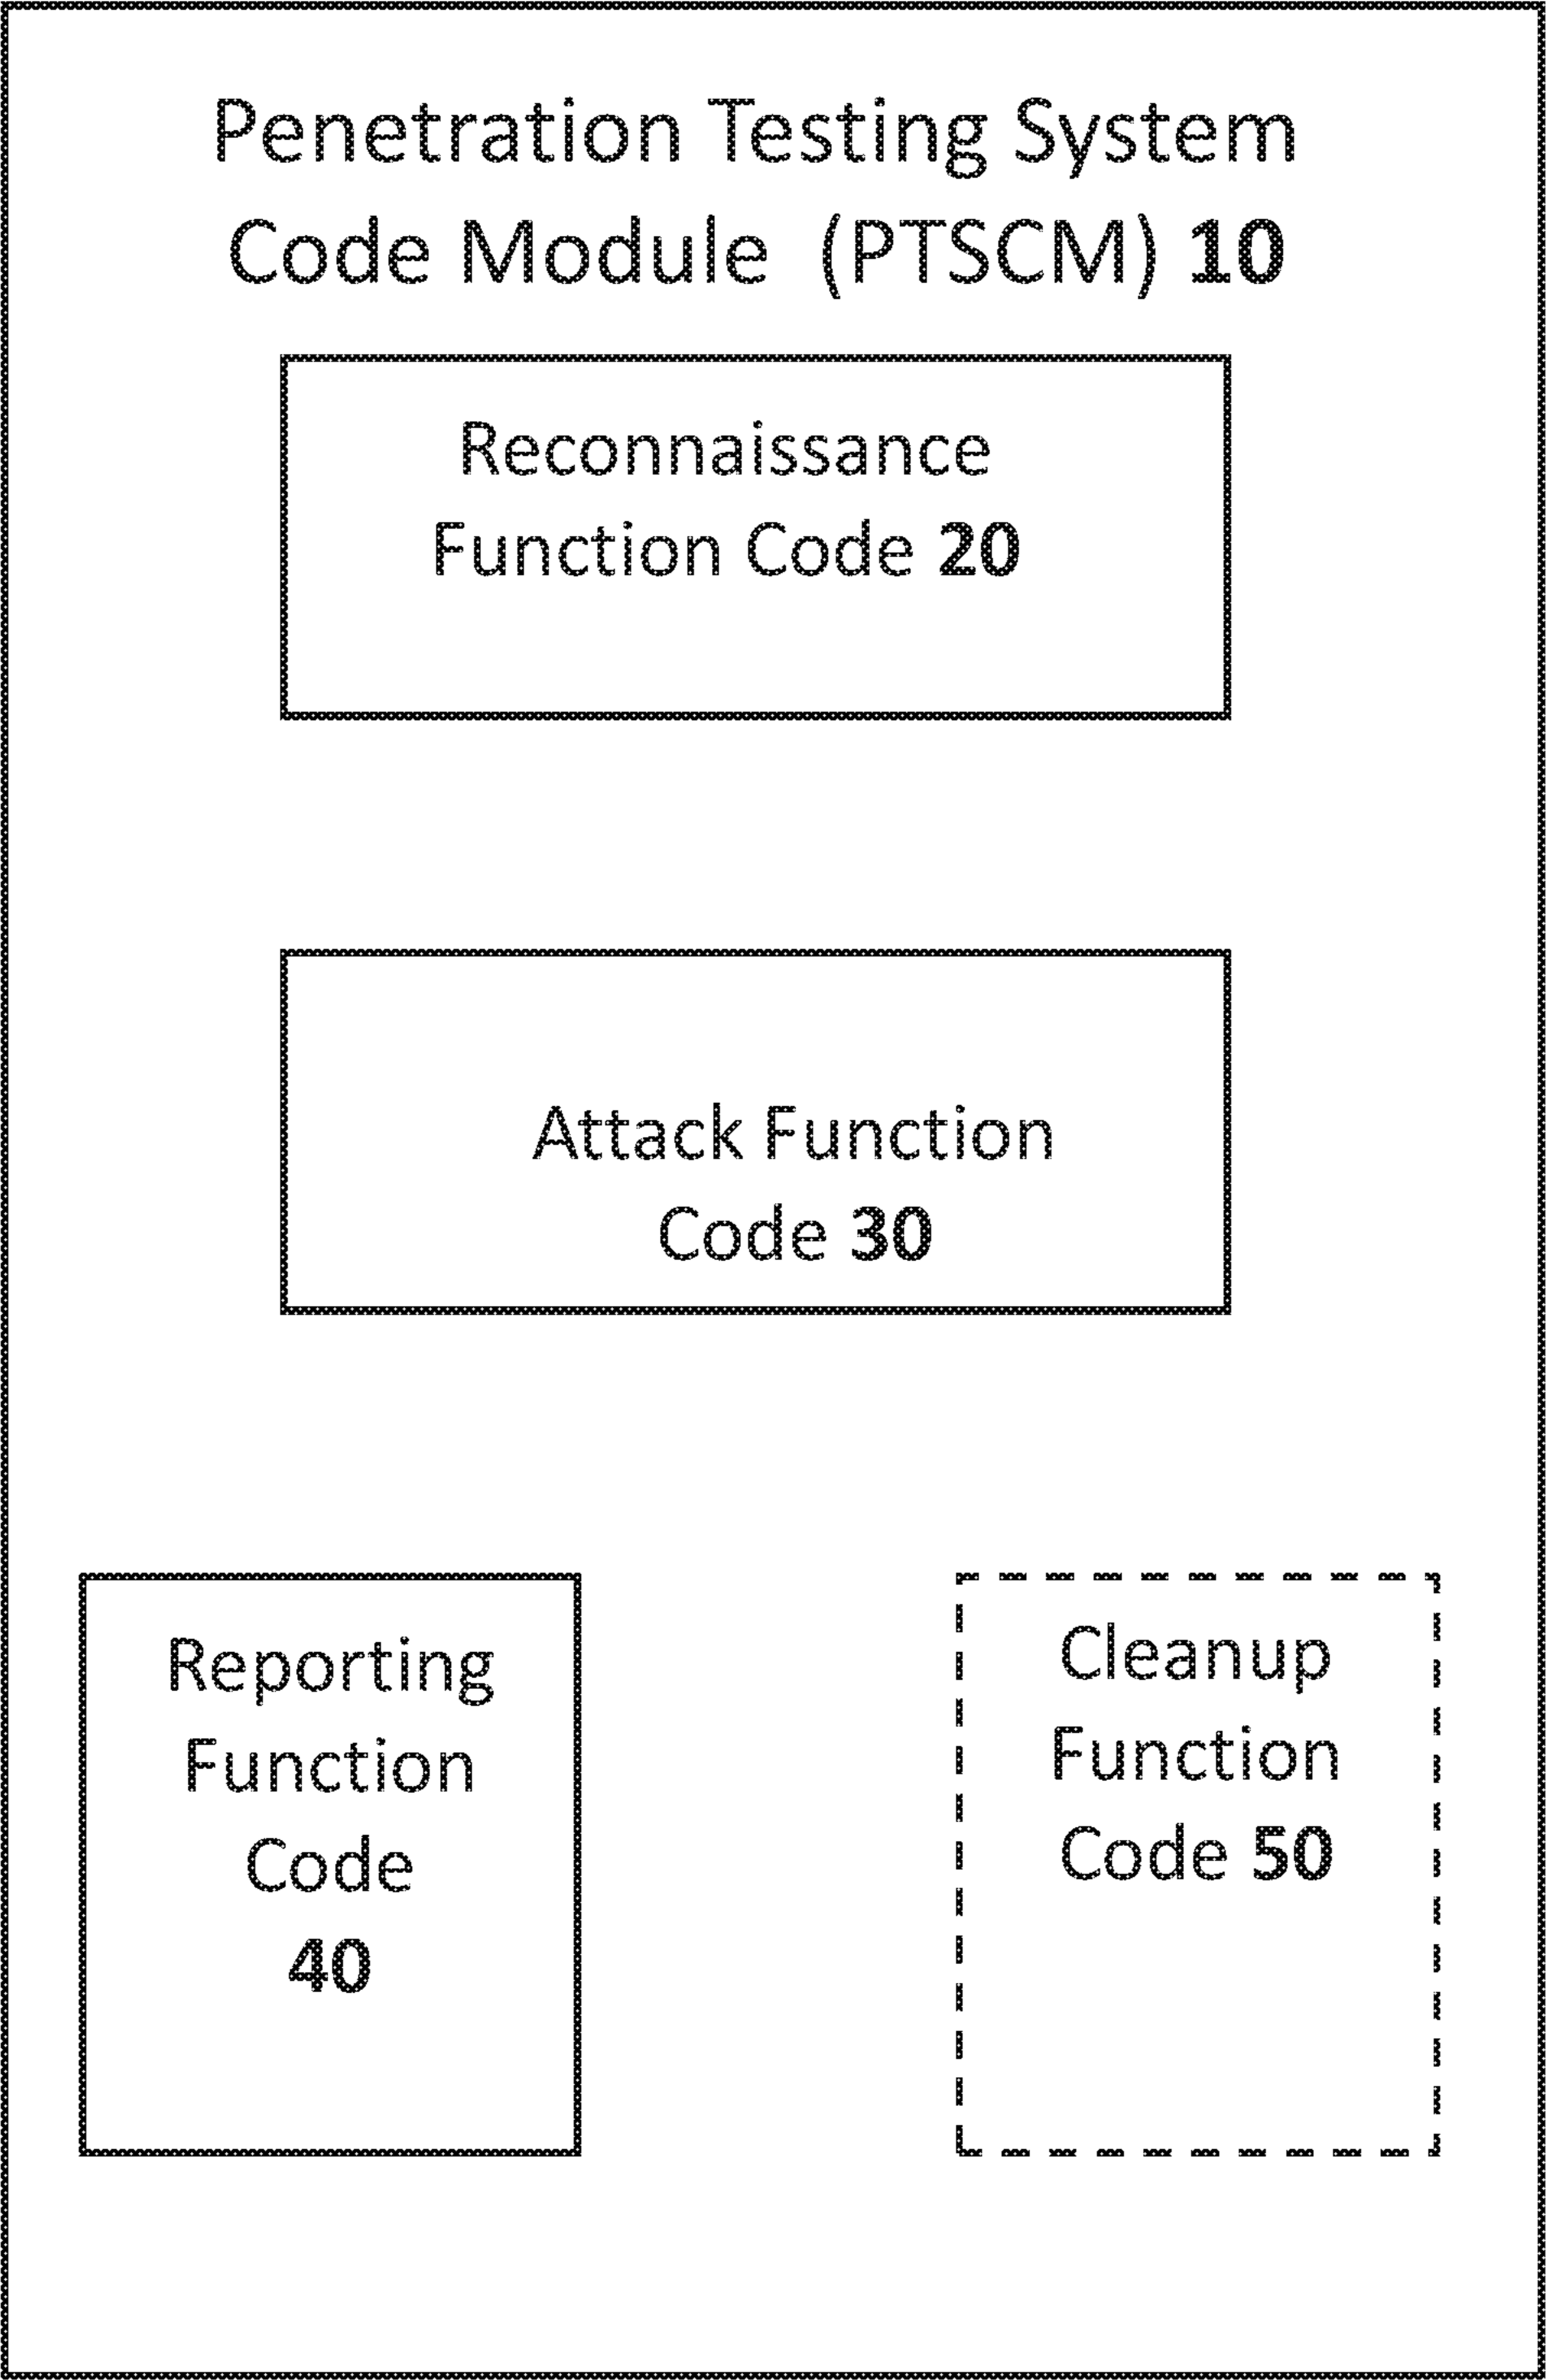 Penetration Testing System
Code Module (PTSCM) 10
Reconnaissance
Function Code 20
Attack Function
Code 30
Reporting
Function
Code
40
Cleanup
Function
Code 50